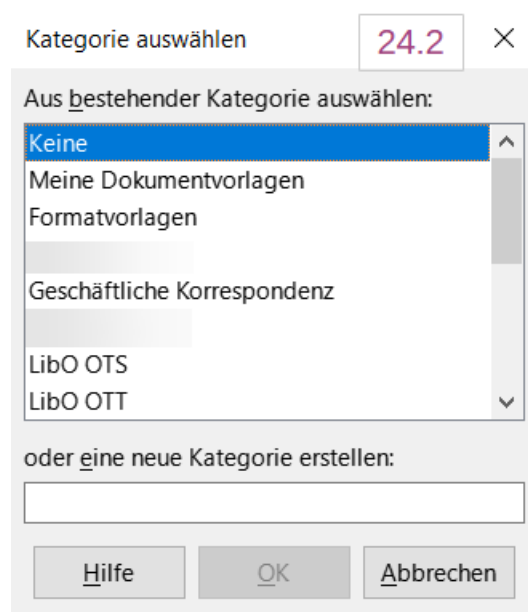 Kategorie auswählen 24.2
Aus bestehender Kategorie auswählen:
Keine
Meine Dokumentvorlagen
Formatvorlagen
Geschäftliche Korrespondenz
LibO OTS
LibO OTT
oder eine neue Kategorie erstellen:
Hilfe OK Abbrechen